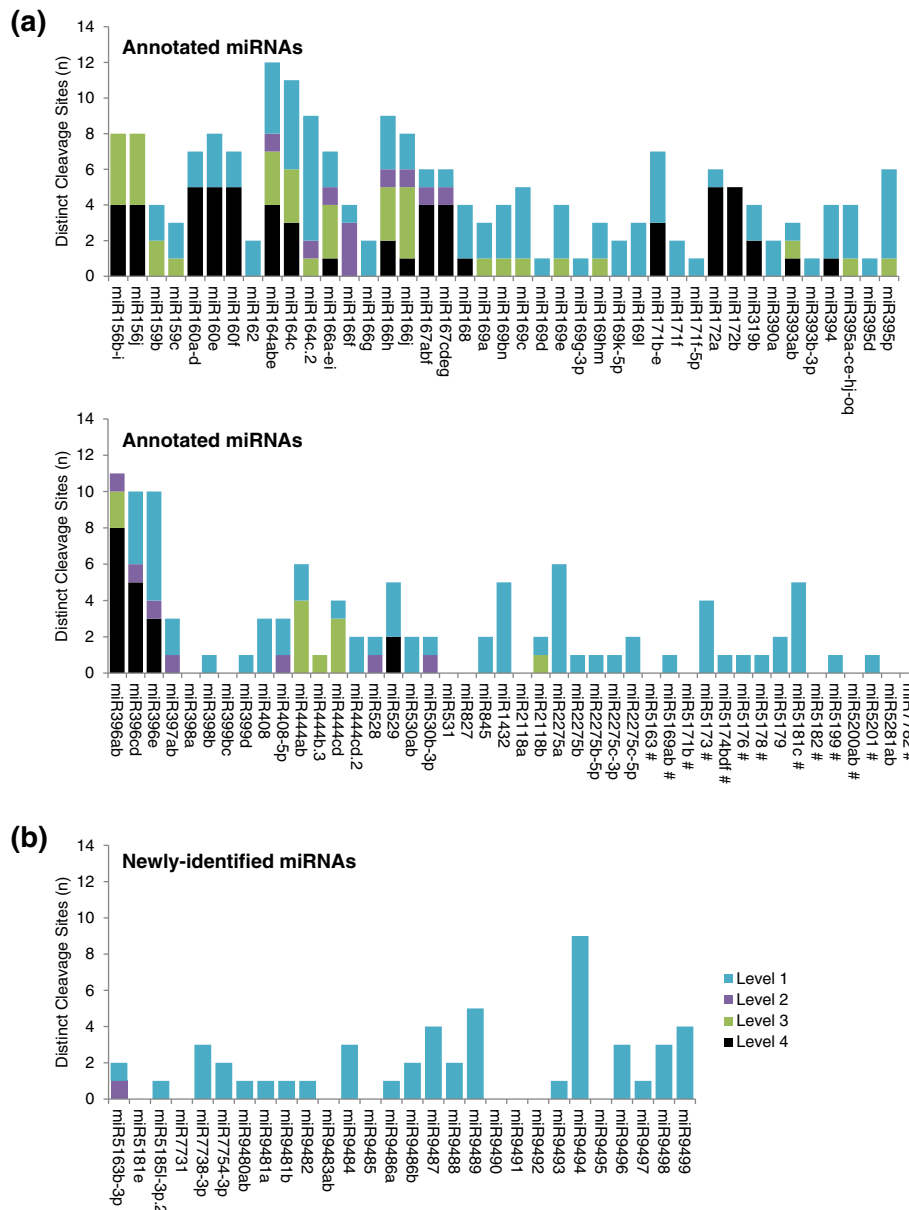 (a)
Annotated miRNAs
Distinct Cleavage Sites (n)
14
12
10
8
6
4
2
0
miR156b-i
miR156j
miR159b
miR159c
miR160a-d
miR160e
miR160f
miR162
miR164abe
miR164c
miR164c.2
miR166a-ei
miR166f
miR166g
miR166h
miR166j
miR167abf
miR167cdeg
miR168
miR169a
miR169bn
miR169c
miR169d
miR169e
miR169g-3p
miR169hm
miR169k-5p
miR169l
miR171b-e
miR171f
miR171f-5p
miR172a
miR172b
miR319b
miR390a
miR393ab
miR393b-3p
miR394
miR395a-ce-hj-oq
miR395d
miR395p
Annotated miRNAs
Distinct Cleavage Sites (n)
14
12
10
8
6
4
2
0
miR396ab
miR396cd
miR396e
miR397ab
miR398a
miR398b
miR399bc
miR399d
miR408
miR408-5p
miR444ab
miR444b.3
miR444cd
miR444cd.2
miR528
miR529
miR530ab
miR530b-3p
miR531
miR827
miR845
miR1432
miR2118a
miR2118b
miR2275a
miR2275b
miR2275b-5p
miR2275c-3p
miR2275c-5p
miR5163 #
miR5169ab #
miR5171b #
miR5173 #
miR5174bdf #
miR5176 #
miR5178 #
miR5179
miR5181c #
miR5182 #
miR5199 #
miR5200ab #
miR5201 #
miR5281ab
miR7782 #
(b)
Newly-identified miRNAs
Distinct Cleavage Sites (n)
14
12
10
8
6
4
2
0
miR5163b-3p
miR5181e
miR5185l-3p.2
miR7731
miR7738-3p
miR7754-3p
miR9480ab
miR9481a
miR9481b
miR9482
miR9483ab
miR9484
miR9485
miR9486a
miR9486b
miR9487
miR9488
miR9489
miR9490
miR9491
miR9492
miR9493
miR9494
miR9495
miR9496
miR9497
miR9498
miR9499
Level 1
Level 2
Level 3
Level 4